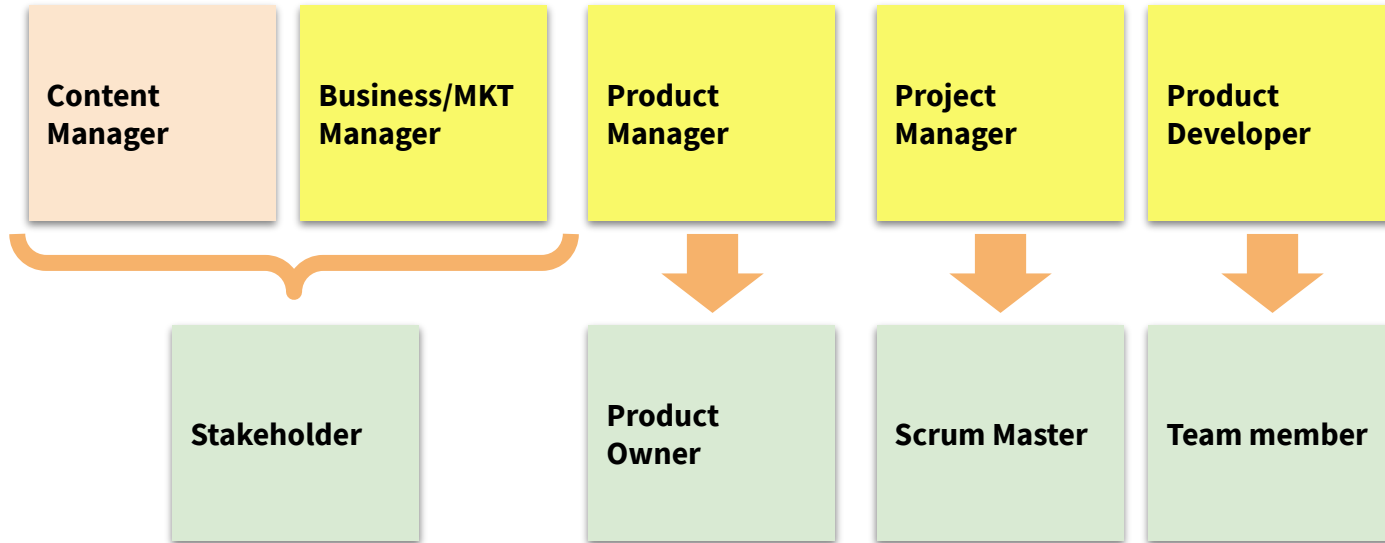 Content
Manager
Business/MKT
Manager
Product
Manager
Project
Manager
Product
Developer
Stakeholder
Product
Owner
Scrum Master
Team member